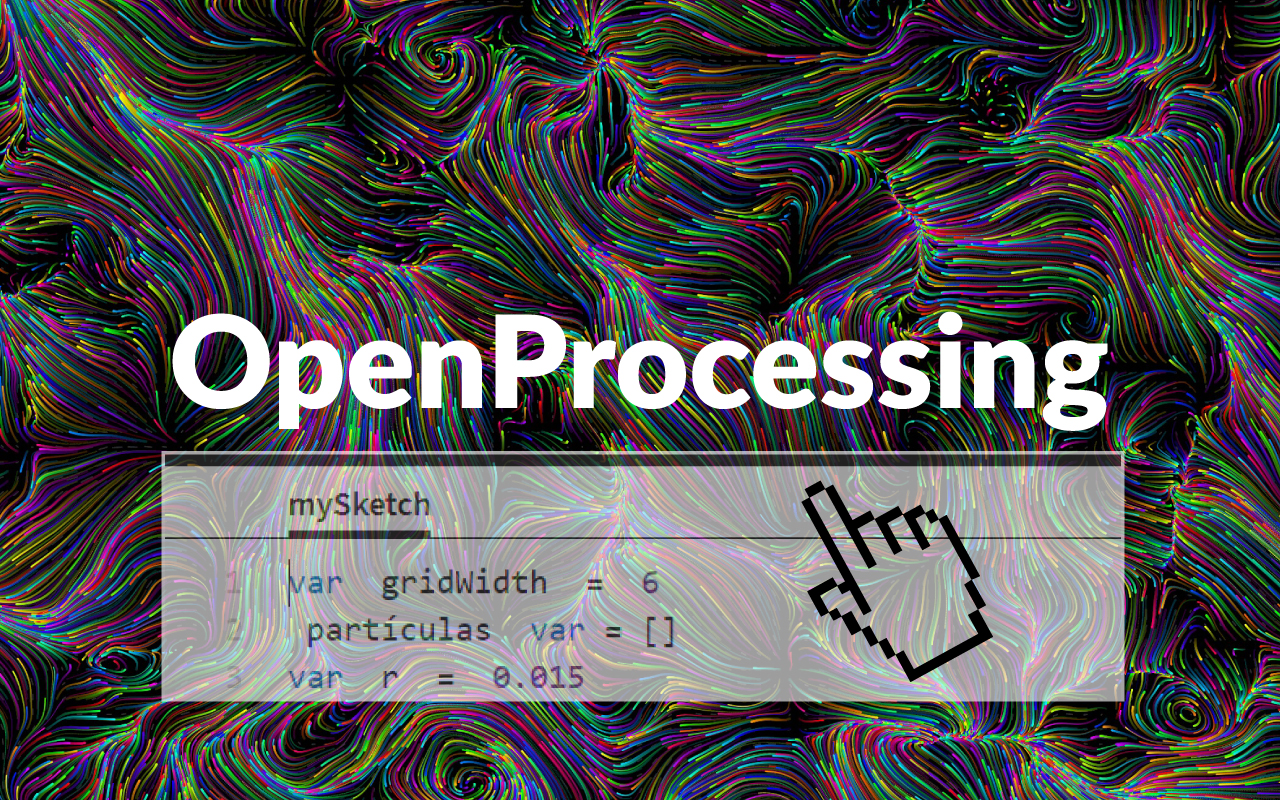 OpenProcessing
mySketch
1 var gridWidth = 6
2 partículas var = []
3 var r = 0.015